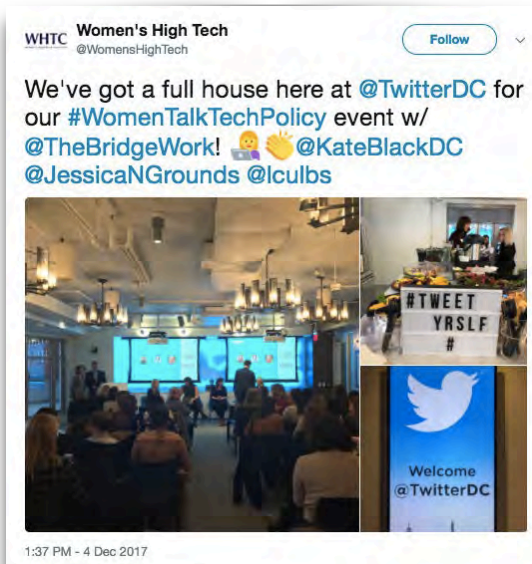 WHTC
Women's High Tech
@WomensHighTech
Follow
We've got a full house here at @TwitterDC for
our #WomenTalkTechPolicy event w/
@TheBridgeWork! 👩‍💻👏@KateBlackDC
@JessicaNGrounds @lculbs
#TWEET
YRSLF
#
Welcome
@TwitterDC
1:37 PM - 4 Dec 2017